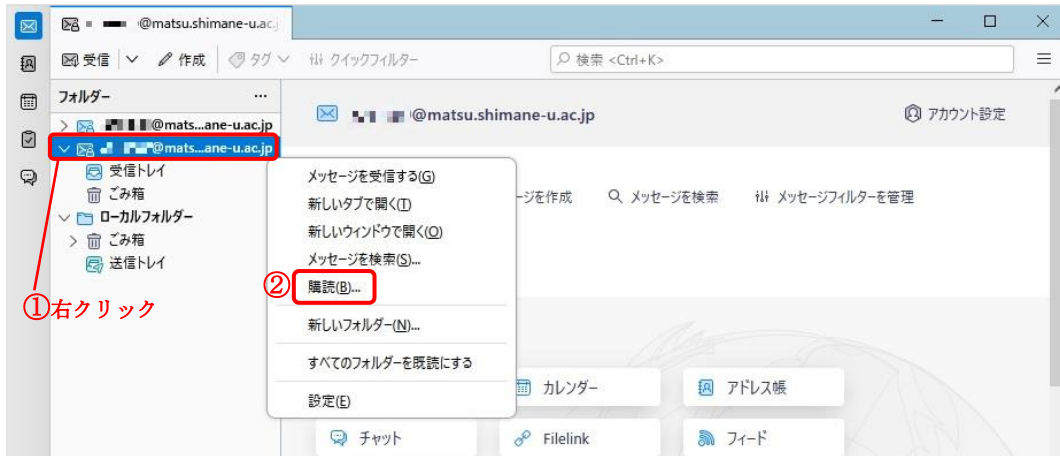 @matsu.shimane-u.ac.j
受信 作成 タグ クイックフィルター 検索 <Ctrl+K>
フォルダー ...
@mats...ane-u.ac.jp
@mats...ane-u.ac.jp
受信トレイ
ごみ箱
ローカルフォルダー
ごみ箱
送信トレイ
①右クリック
@matsu.shimane-u.ac.jp アカウント設定
ージを作成 メッセージを検索 メッセージフィルターを管理
メッセージを受信する(G)
新しいタブで開く(T)
新しいウィンドウで開く(O)
メッセージを検索(S)...
② 購読(B)...
新しいフォルダー(N)...
すべてのフォルダーを既読にする
設定(E)
カレンダー アドレス帳
チャット Filelink フィード